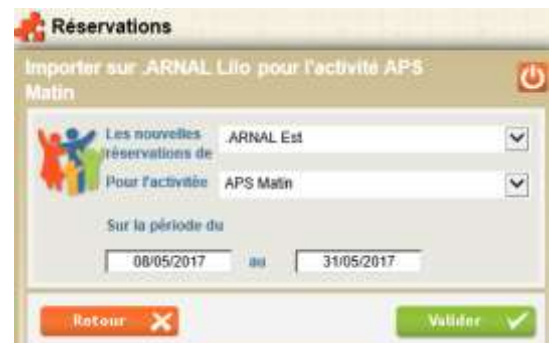 Réservations
Importer sur .ARNAL Lilo pour l'activité APS
Matin
Les nouvelles
réservations de
.ARNAL Est
Pour l'activitée
APS Matin
Sur la période du
08/05/2017 au 31/05/2017
Retour
Valider